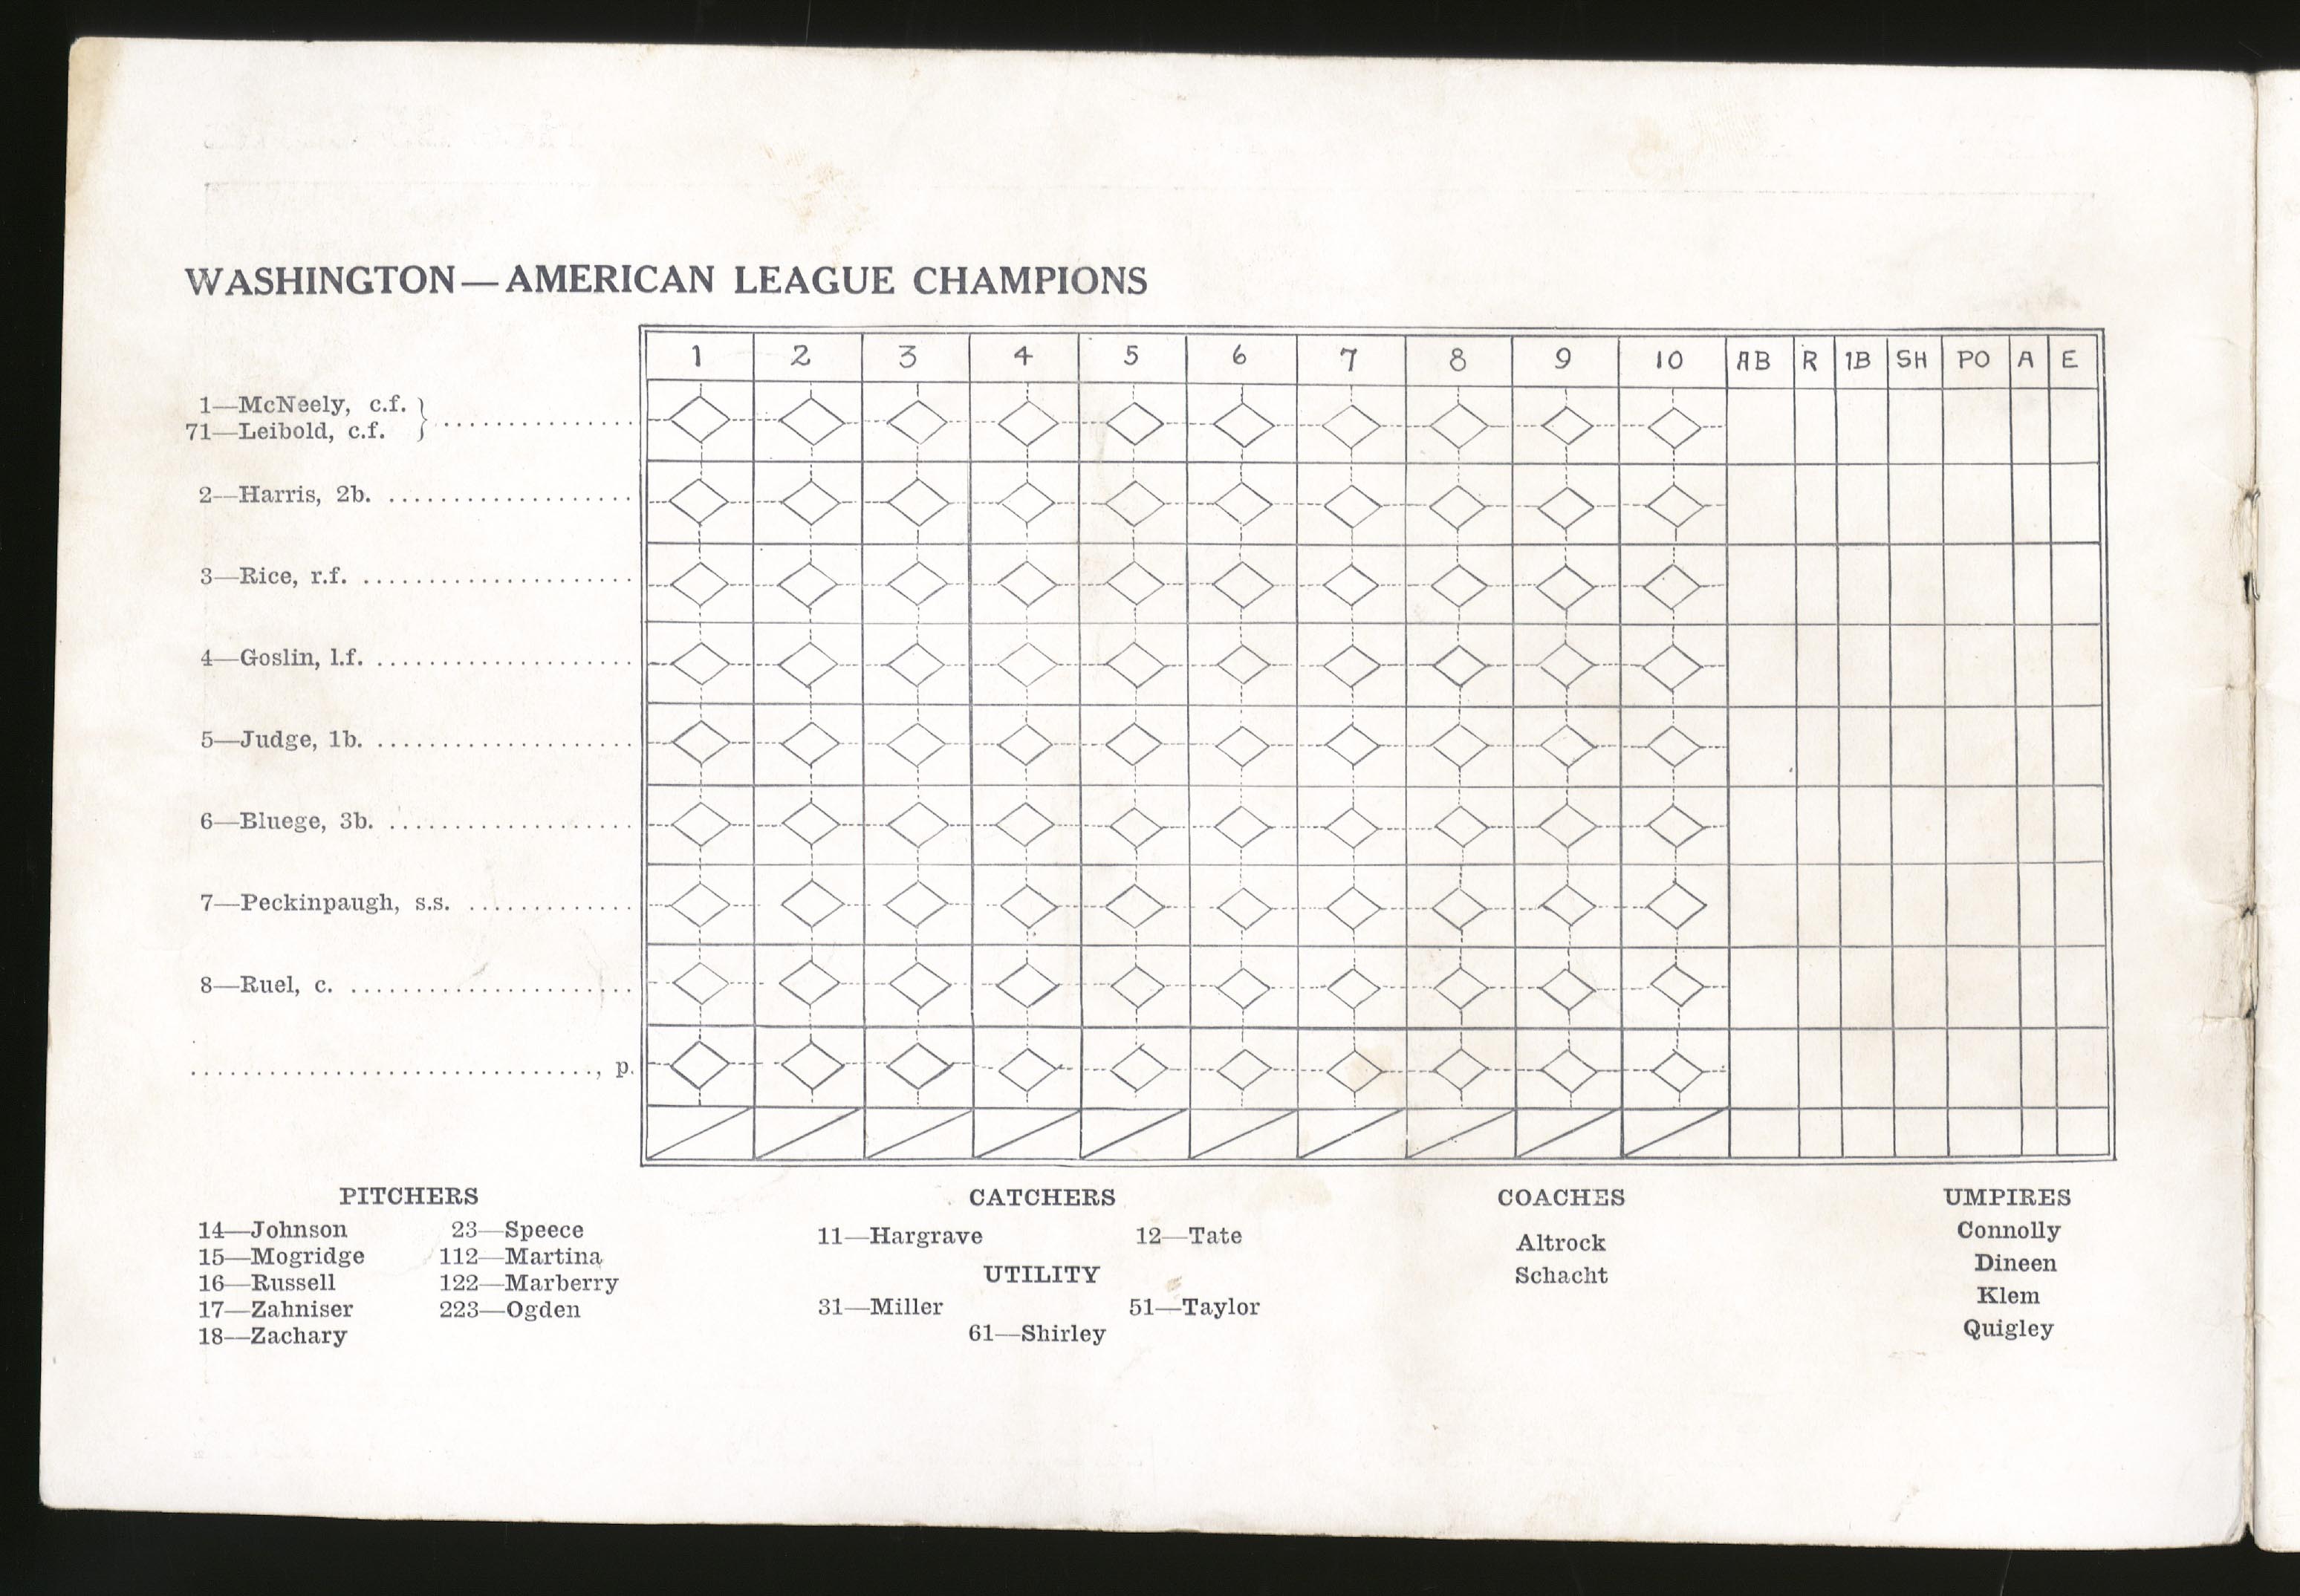 WASHINGTON—AMERICAN LEAGUE CHAMPIONS
1 2 3 4 5 6 7 8 9 10 AB R 1B SH PO A E
1—McNeely, c.f. }
71—Leibold, c.f.
2—Harris, 2b.
3—Rice, r.f.
4—Goslin, l.f.
5—Judge, 1b.
6—Bluege, 3b.
7—Peckinpaugh, s.s.
8—Ruel, c.
, p.
PITCHERS
14—Johnson 23—Speece
15—Mogridge 112—Martina
16—Russell 122—Marberry
17—Zahniser 223—Ogden
18—Zachary
CATCHERS
11—Hargrave 12—Tate
UTILITY
31—Miller 51—Taylor
61—Shirley
COACHES
Altrock
Schacht
UMPIRES
Connolly
Dineen
Klem
Quigley